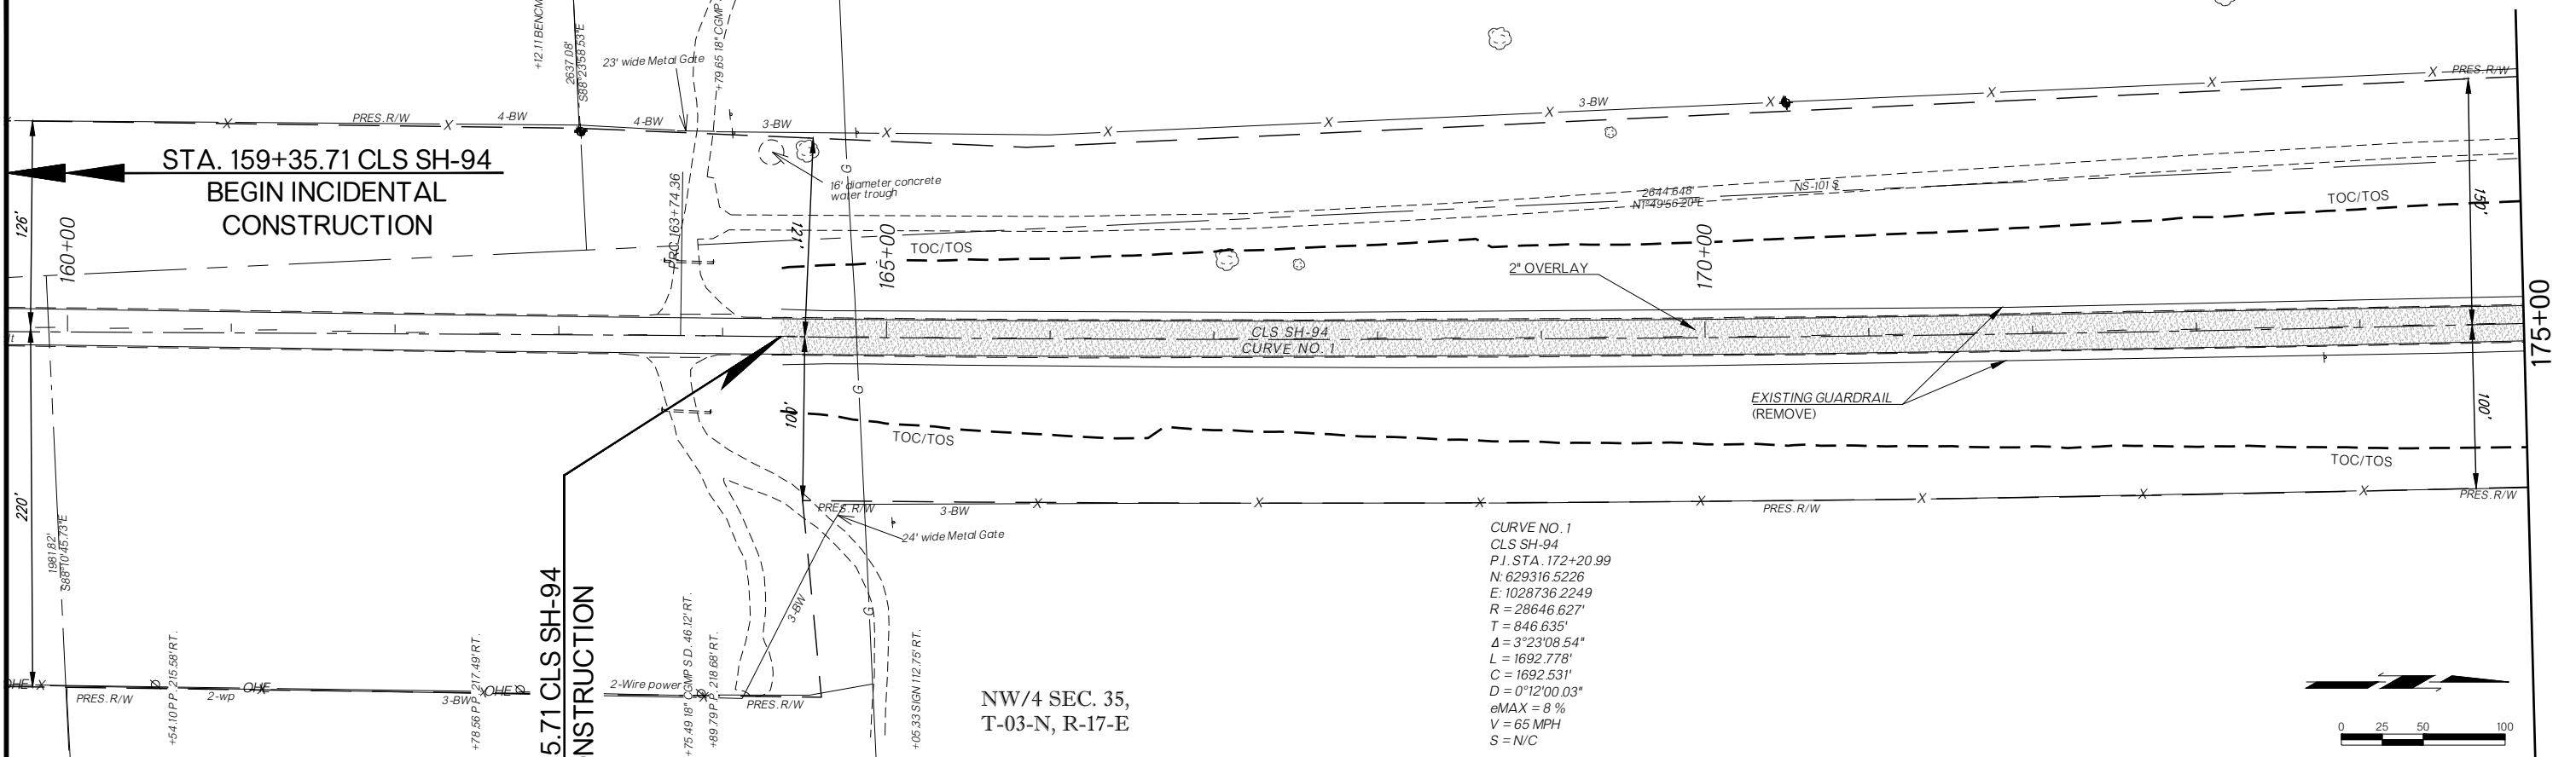 +12.11 BENCM
2637.08'
S88°23'58.53"E
23' wide Metal Gate
+79.65 18" CGMP
PRES. R/W
4-BW
4-BW
3-BW
3-BW
PRES. R/W
STA. 159+35.71 CLS SH-94
BEGIN INCIDENTAL
CONSTRUCTION
126'
160+00
PRC 163+74.36
16' diameter concrete
water trough
121'
165+00
G
TOC/TOS
2644.648'
N1°49'56.20"E
NS-101 S
TOC/TOS
150'
170+00
2" OVERLAY
CLS SH-94
CURVE NO. 1
175+00
G
EXISTING GUARDRAIL
(REMOVE)
100'
100'
TOC/TOS
TOC/TOS
220'
1981.82'
S88°10'45.73"E
PRES. R/W
3-BW
PRES. R/W
PRES. R/W
24' wide Metal Gate
3-BW
G
5.71 CLS SH-94
NSTRUCTION
CURVE NO. 1
CLS SH-94
P.I. STA. 172+20.99
N: 629316.5226
E: 1028736.2249
R = 28646.627'
T = 846.635'
Δ = 3°23'08.54"
L = 1692.778'
C = 1692.531'
D = 0°12'00.03"
eMAX = 8 %
V = 65 MPH
S = N/C
OHE
PRES. R/W
+54.10 P.P. 215.58' RT.
2-wp
OHE
3-BW
+78.56 P.P. 217.49' RT.
OHE
2-Wire power
+75.49 18" CGMP S.D. 46.12' RT.
+89.79 P.P. 218.68' RT.
PRES. R/W
+05.33 SIGN 112.75' RT.
NW/4 SEC. 35,
T-03-N, R-17-E
0 25 50 100